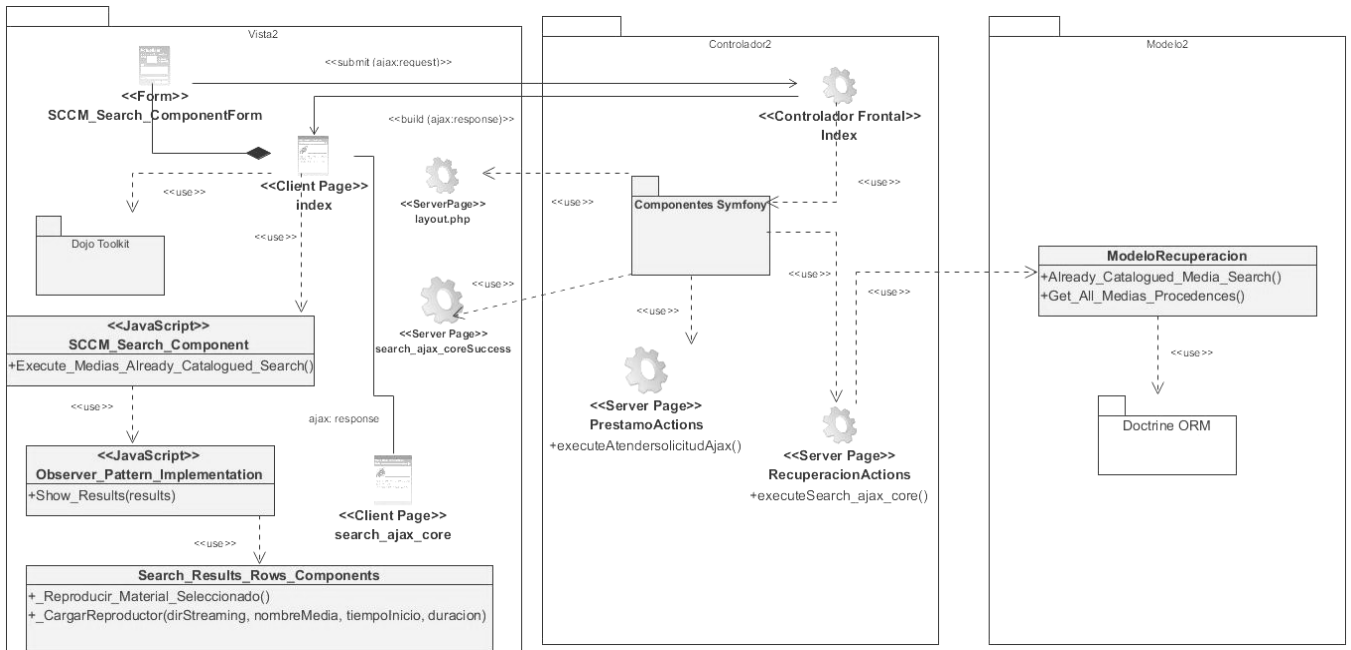 Vista2
<<Form>>
SCCM_Search_ComponentForm
<<submit (ajax:request)>>
<<build (ajax:response)>>
<<Client Page>>
index
<<use>>
Dojo Toolkit
<<use>>
<<JavaScript>>
SCCM_Search_Component
+Execute_Medias_Already_Catalogued_Search()
<<use>>
<<JavaScript>>
Observer_Pattern_Implementation
+Show_Results(results)
<<use>>
Search_Results_Rows_Components
+_Reproducir_Material_Seleccionado()
+_CargarReproductor(dirStreaming, nombreMedia, tiempoInicio, duracion)
ajax: response
<<Client Page>>
search_ajax_core
<<ServerPage>>
layout.php
<<Server Page>>
search_ajax_coreSuccess
Controlador2
<<Controlador Frontal>>
Index
<<use>>
<<use>>
Componentes Symfony
<<use>>
<<use>>
<<use>>
<<use>>
<<Server Page>>
PrestamoActions
+executeAtendersolicitudAjax()
<<Server Page>>
RecuperacionActions
+executeSearch_ajax_core()
Modelo2
ModeloRecuperacion
+Already_Catalogued_Media_Search()
+Get_All_Medias_Procedences()
<<use>>
Doctrine ORM